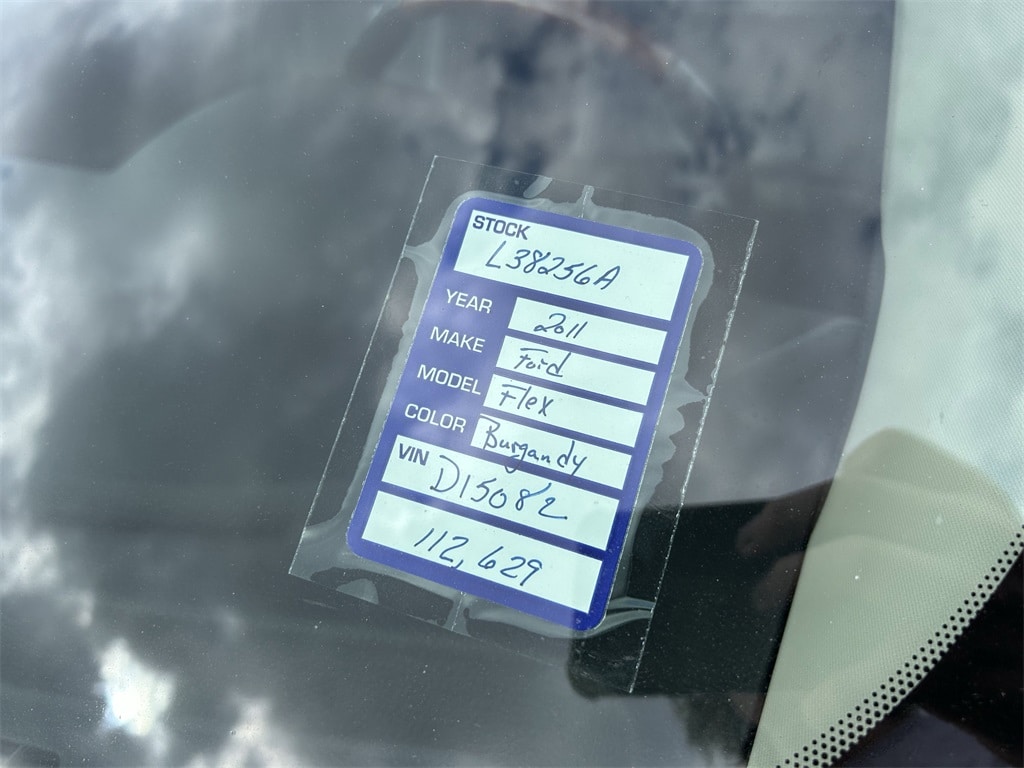 STOCK
L38256A
YEAR 2011
MAKE Ford
MODEL Flex
COLOR Burgandy
VIN D15082
112,629